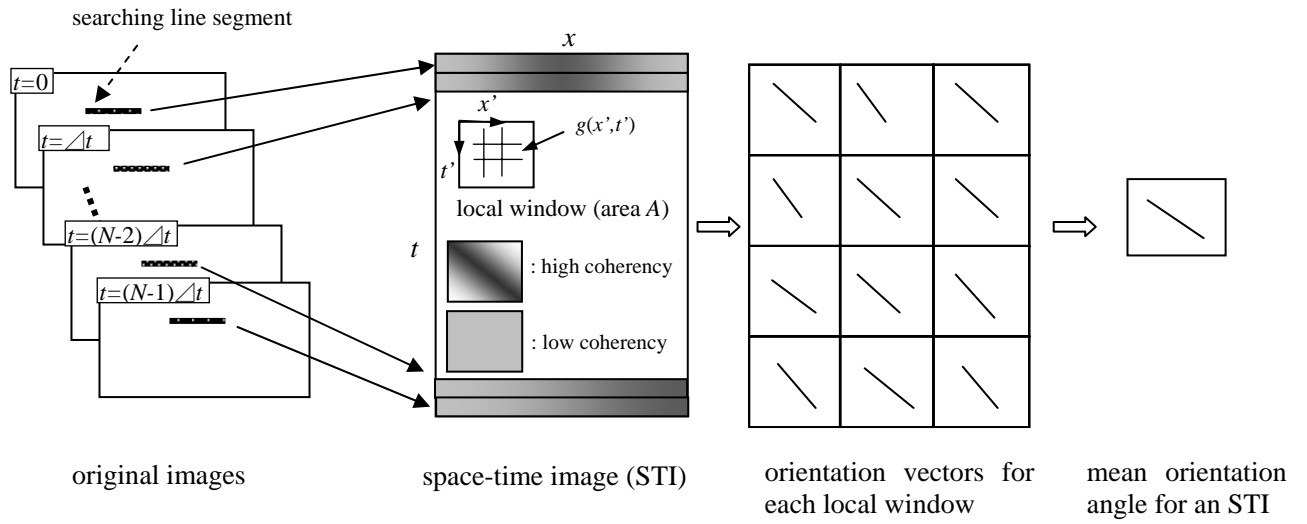 searching line segment
t=0
t=⊿t
t=(N-2)⊿t
t=(N-1)⊿t
original images
x
x’
g(x’,t’)
t’
local window (area A)
t
: high coherency
: low coherency
space-time image (STI)
orientation vectors for
each local window
mean orientation
angle for an STI